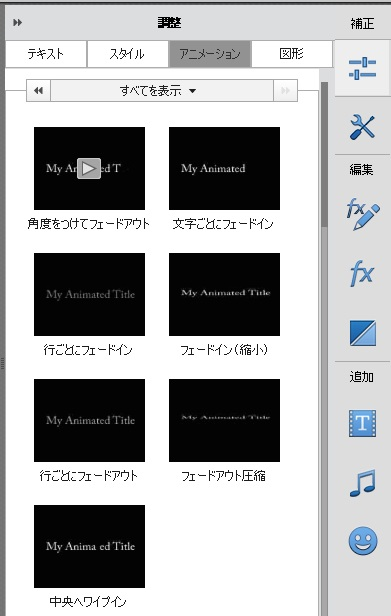 調整
補正
テキスト
スタイル
アニメーション
図形
すべてを表示
My Animated T
My Animated
角度をつけてフェードアウト
文字ごとにフェードイン
編集
fx
My Animated Title
My Animated Title
fx
行ごとにフェードイン
フェードイン(縮小)
追加
My Animated Title
My Animated Title
T
行ごとにフェードアウト
フェードアウト圧縮
My Anima ed Title
中央へワイプイン